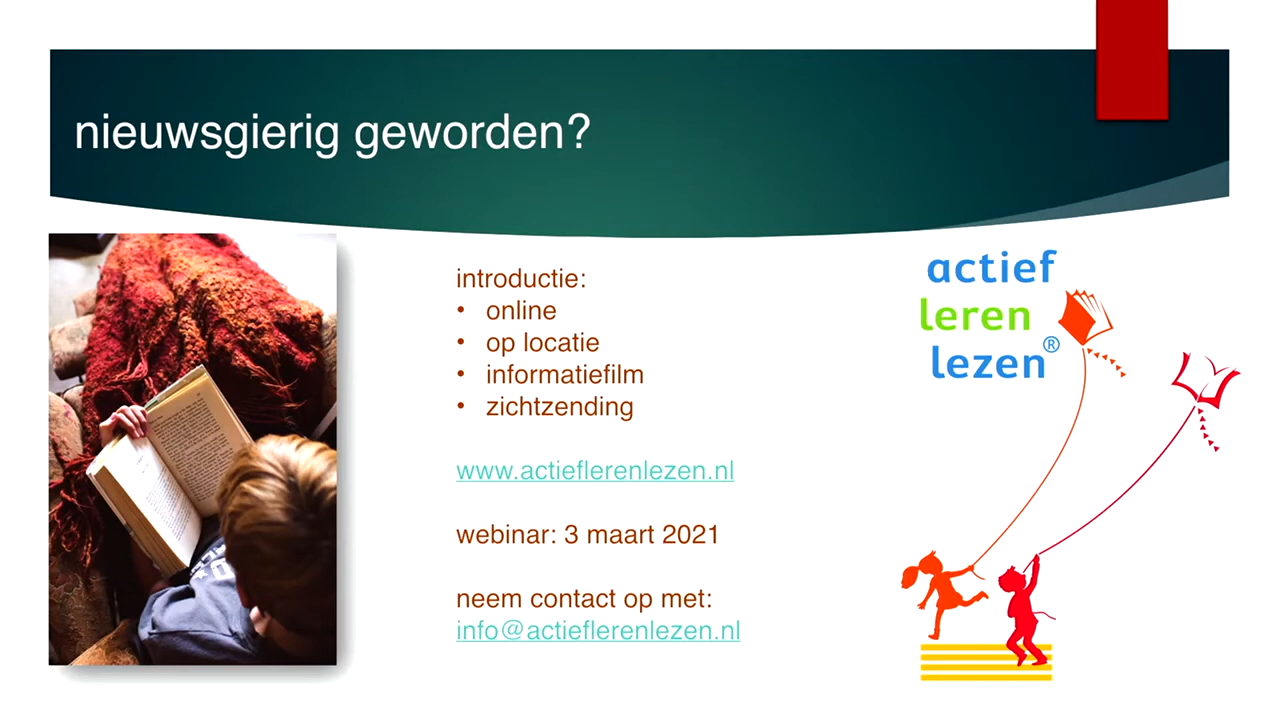 nieuwsgierig geworden?
introductie:
• online
• op locatie
• informatiefilm
• zichtzending
www.actieflerenlezen.nl
webinar: 3 maart 2021
neem contact op met:
info@actieflerenlezen.nl
actief
leren
lezen®